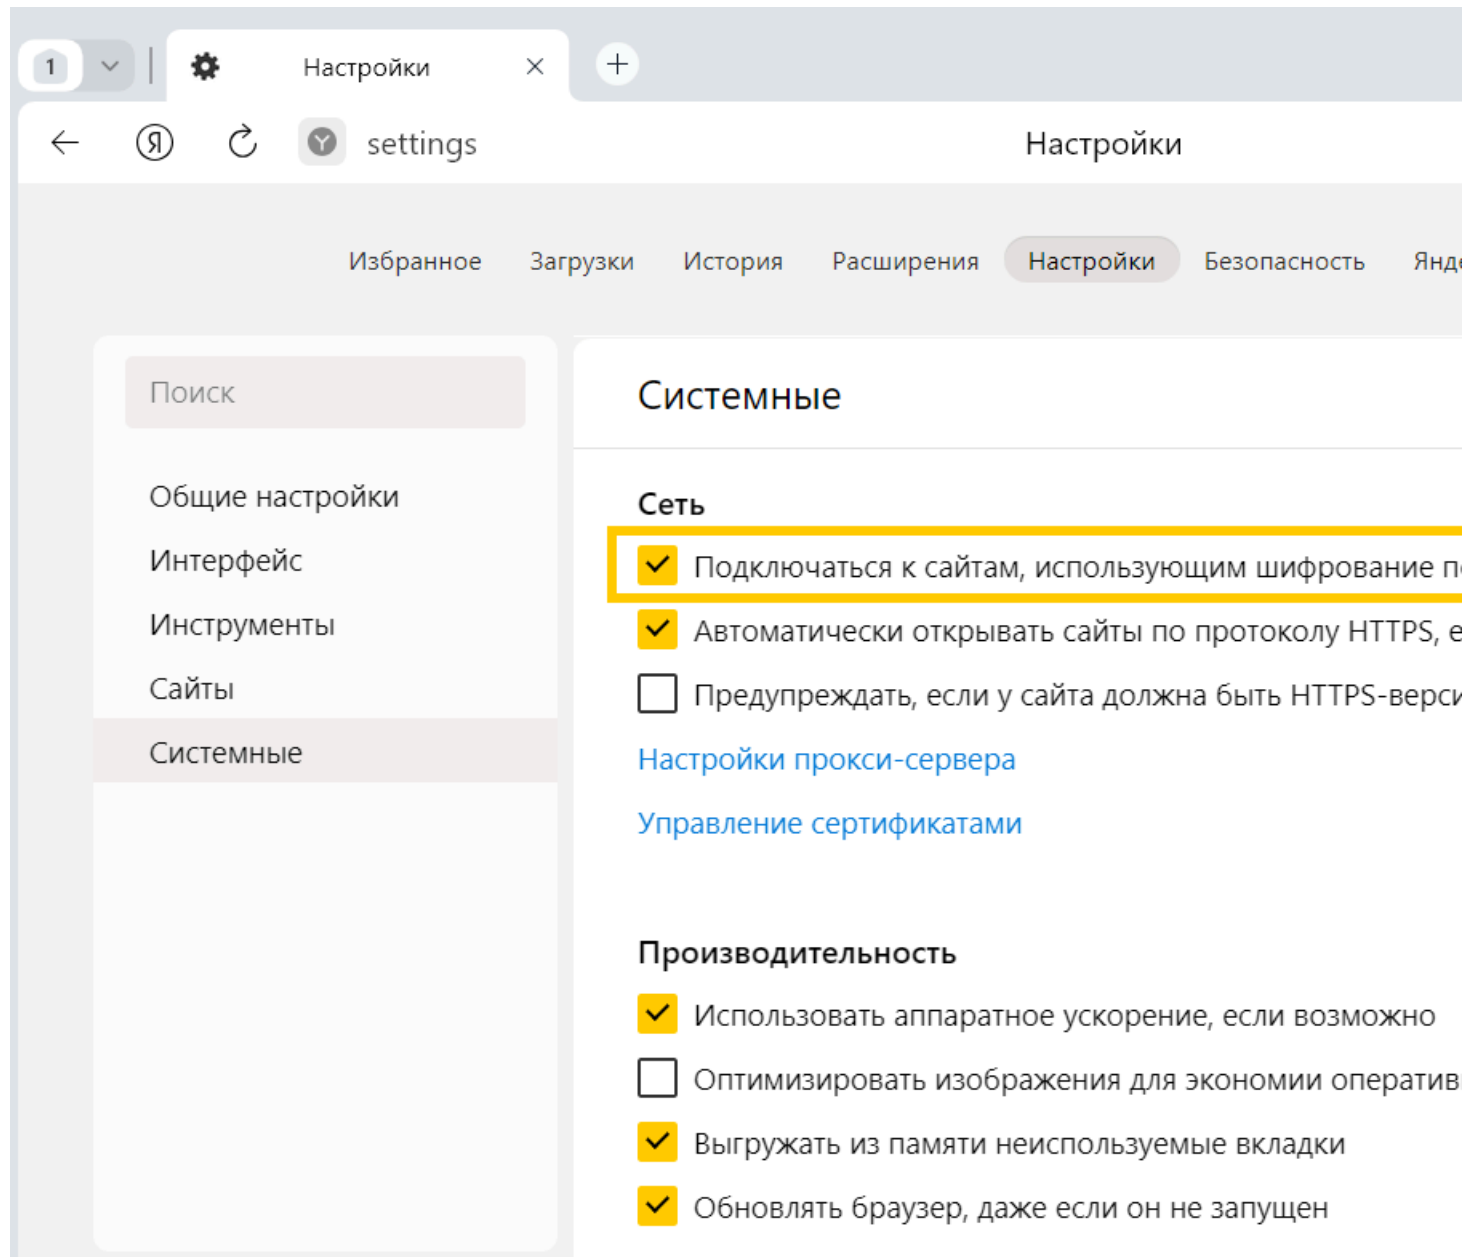 1
Настройки
Я
settings
Настройки
Избранное Загрузки История Расширения Настройки Безопасность
Поиск
Общие настройки
Интерфейс
Инструменты
Сайты
Системные
Системные
Сеть
Подключаться к сайтам, использующим шифрование
Автоматически открывать сайты по протоколу HTTPS,
Предупреждать, если у сайта должна быть
Настройки прокси-сервера
Управление сертификатами
Производительность
Использовать аппаратное ускорение, если возможно
Оптимизировать изображения для экономии
Выгружать из памяти неиспользуемые вкладки
Обновлять браузер, даже если он не запущен